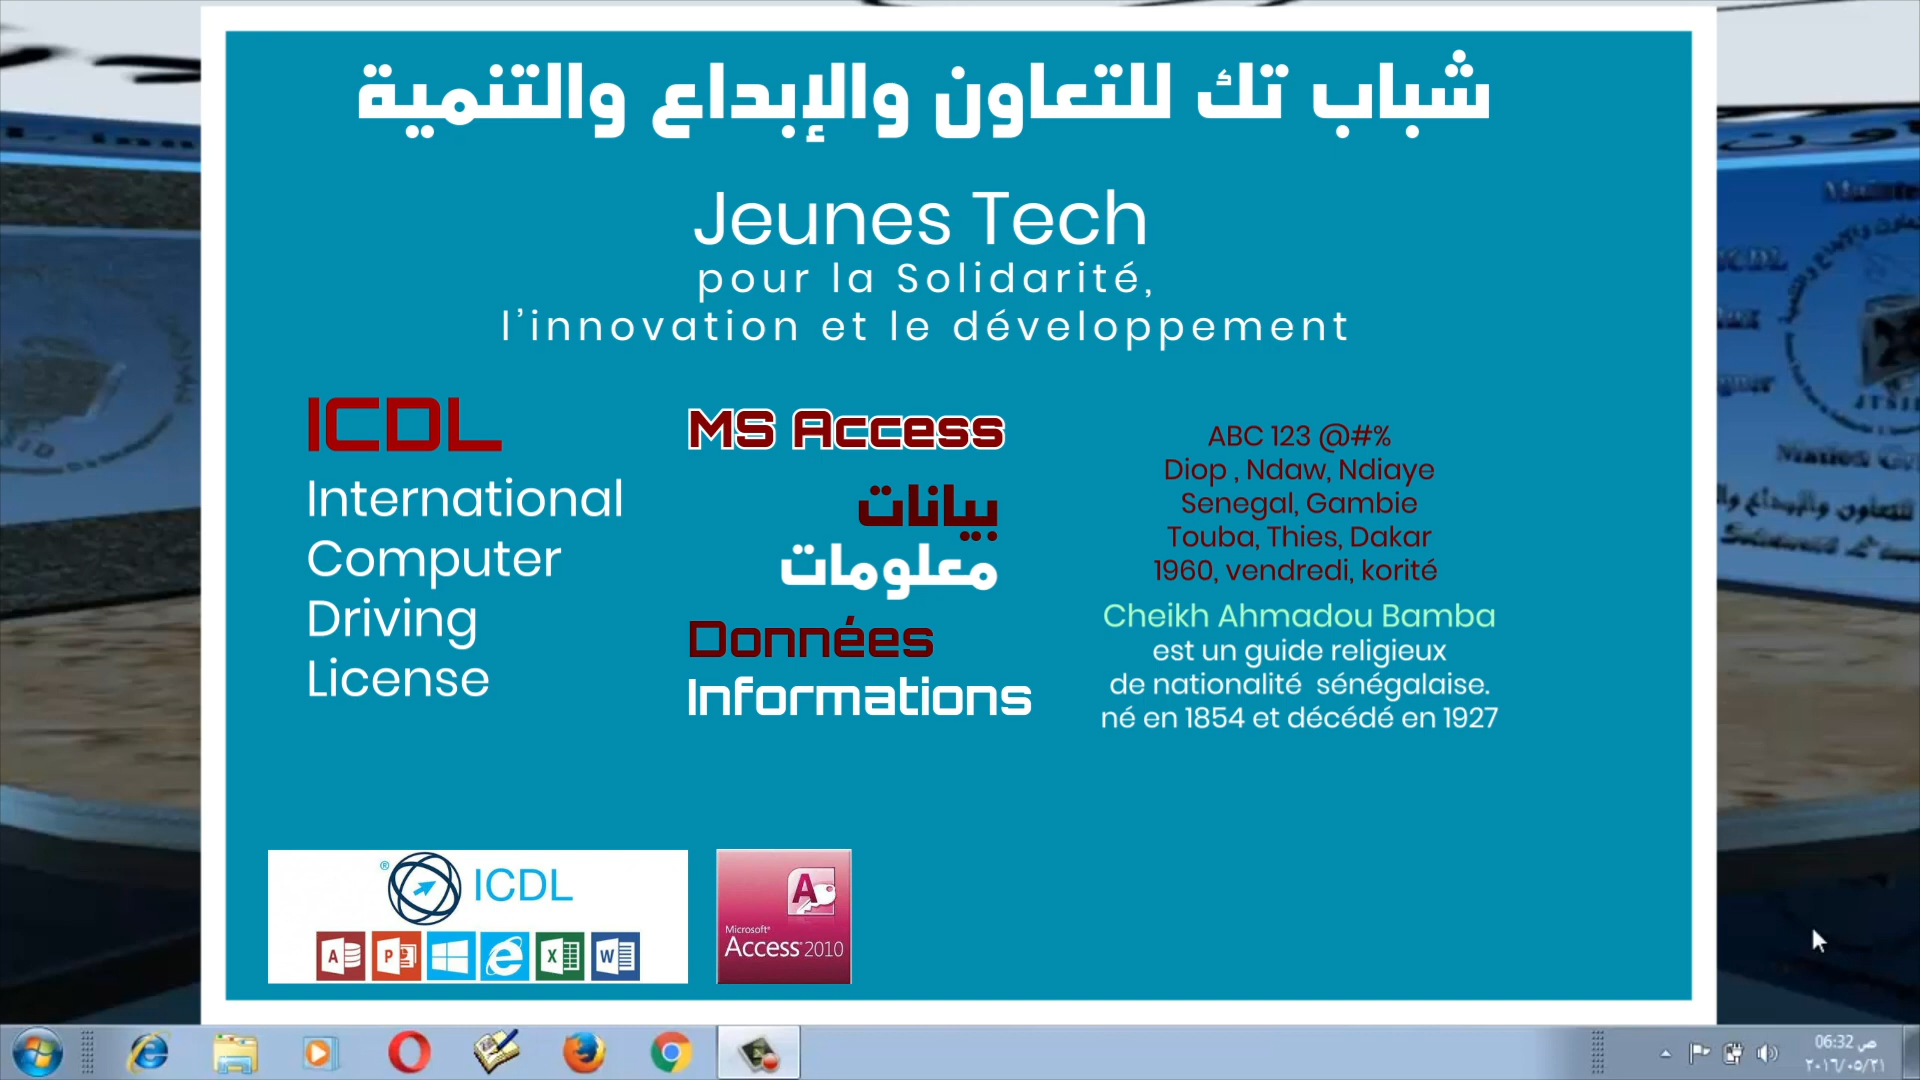 شباب تك للتعاون والإبداع والتنمية
Jeunes Tech
pour la Solidarité,
l'innovation et le développement
ICDL
International
Computer
Driving
License
MS Access
بيانات
معلومات
Données
Informations
ABC 123 @#%
Diop , Ndaw, Ndiaye
Senegal, Gambie
Touba, Thies, Dakar
1960, vendredi, korité
Cheikh Ahmadou Bamba
est un guide religieux
de nationalité  sénégalaise.
né en 1854 et décédé en 1927
® ICDL
Microsoft®
Access 2010
06:32 ص
٢٠١٦/٠٥/٢١